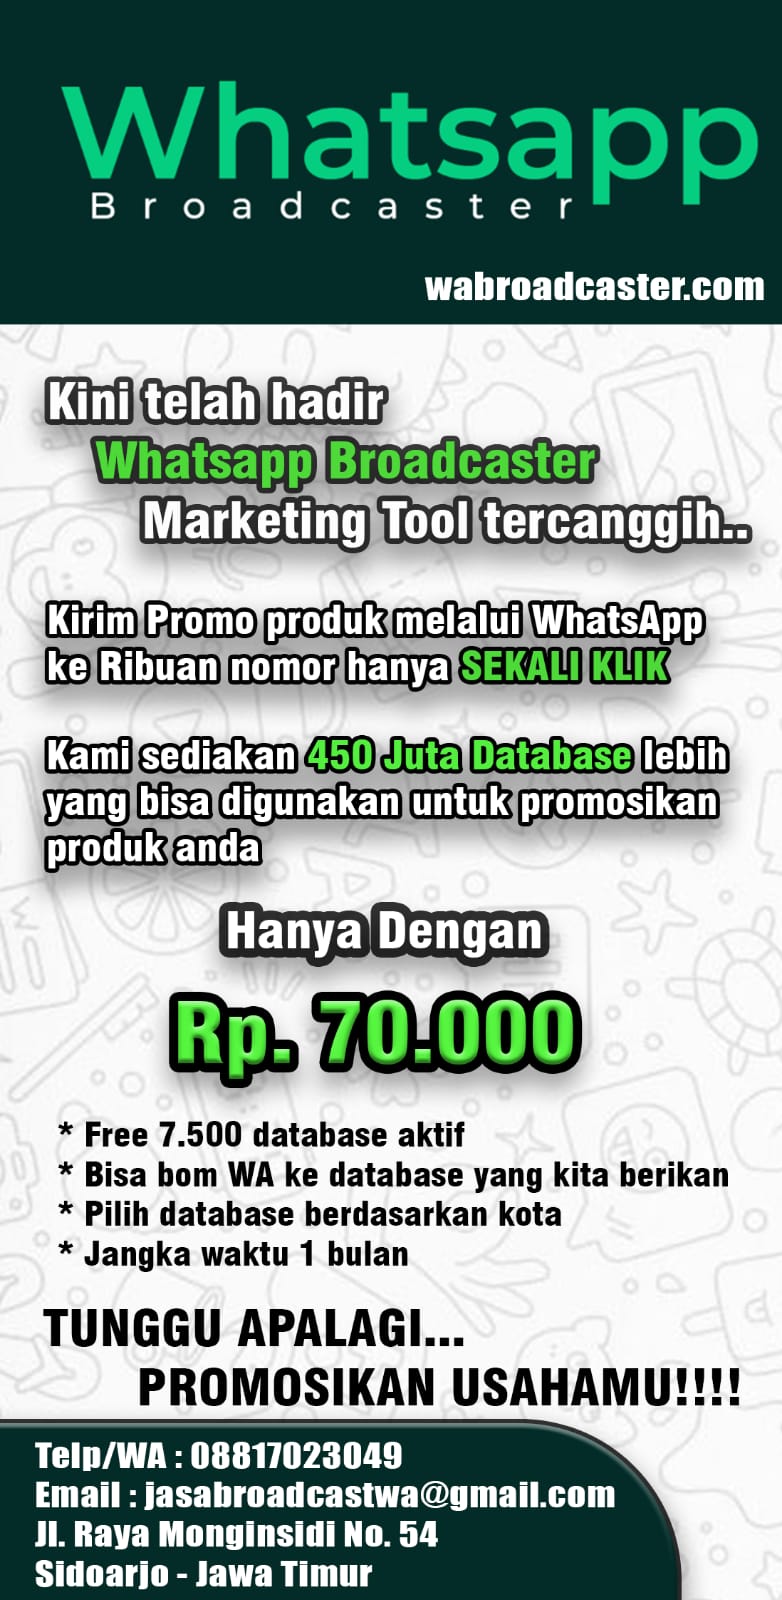 Whatsapp
Broadcaster
wabroadcaster.com
Kini telah hadir
Whatsapp Broadcaster
Marketing Tool tercanggih..
Kirim Promo produk melalui WhatsApp
ke Ribuan nomor hanya SEKALI KLIK
Kami sediakan 450 Juta Database lebih
yang bisa digunakan untuk promosikan
produk anda
Hanya Dengan
Rp. 70.000
* Free 7.500 database aktif
* Bisa bom WA ke database yang kita berikan
* Pilih database berdasarkan kota
* Jangka waktu 1 bulan
TUNGGU APALAGI...
PROMOSIKAN USAHAMU!!!!
Telp/WA : 08817023049
Email : jasabroadcastwa@gmail.com
Jl. Raya Monginsidi No. 54
Sidoarjo - Jawa Timur